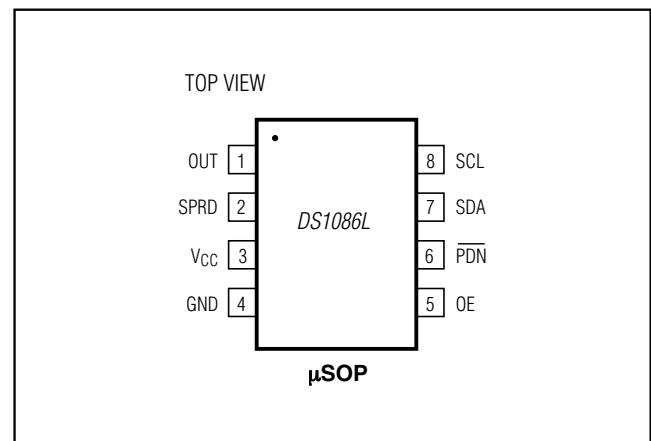 TOP VIEW
OUT 1
8 SCL
SPRD 2
7 SDA
DS1086L
VCC 3
6 P̅D̅N̅
GND 4
5 OE
µSOP